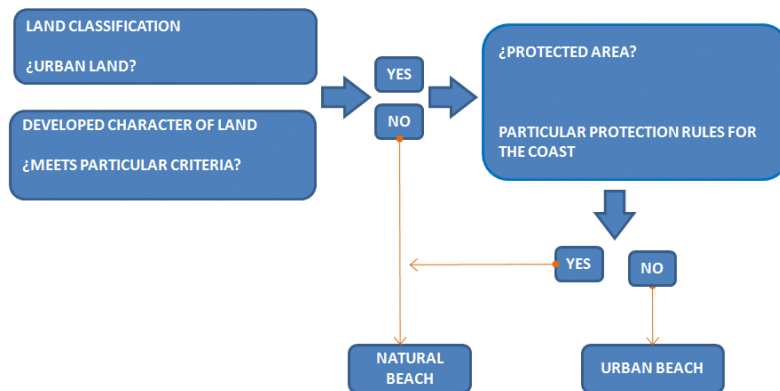 LAND CLASSIFICATION
¿URBAN LAND?
DEVELOPED CHARACTER OF LAND
¿MEETS PARTICULAR CRITERIA?
YES
NO
¿PROTECTED AREA?
PARTICULAR PROTECTION RULES FOR
THE COAST
YES
NO
NATURAL
BEACH
URBAN BEACH